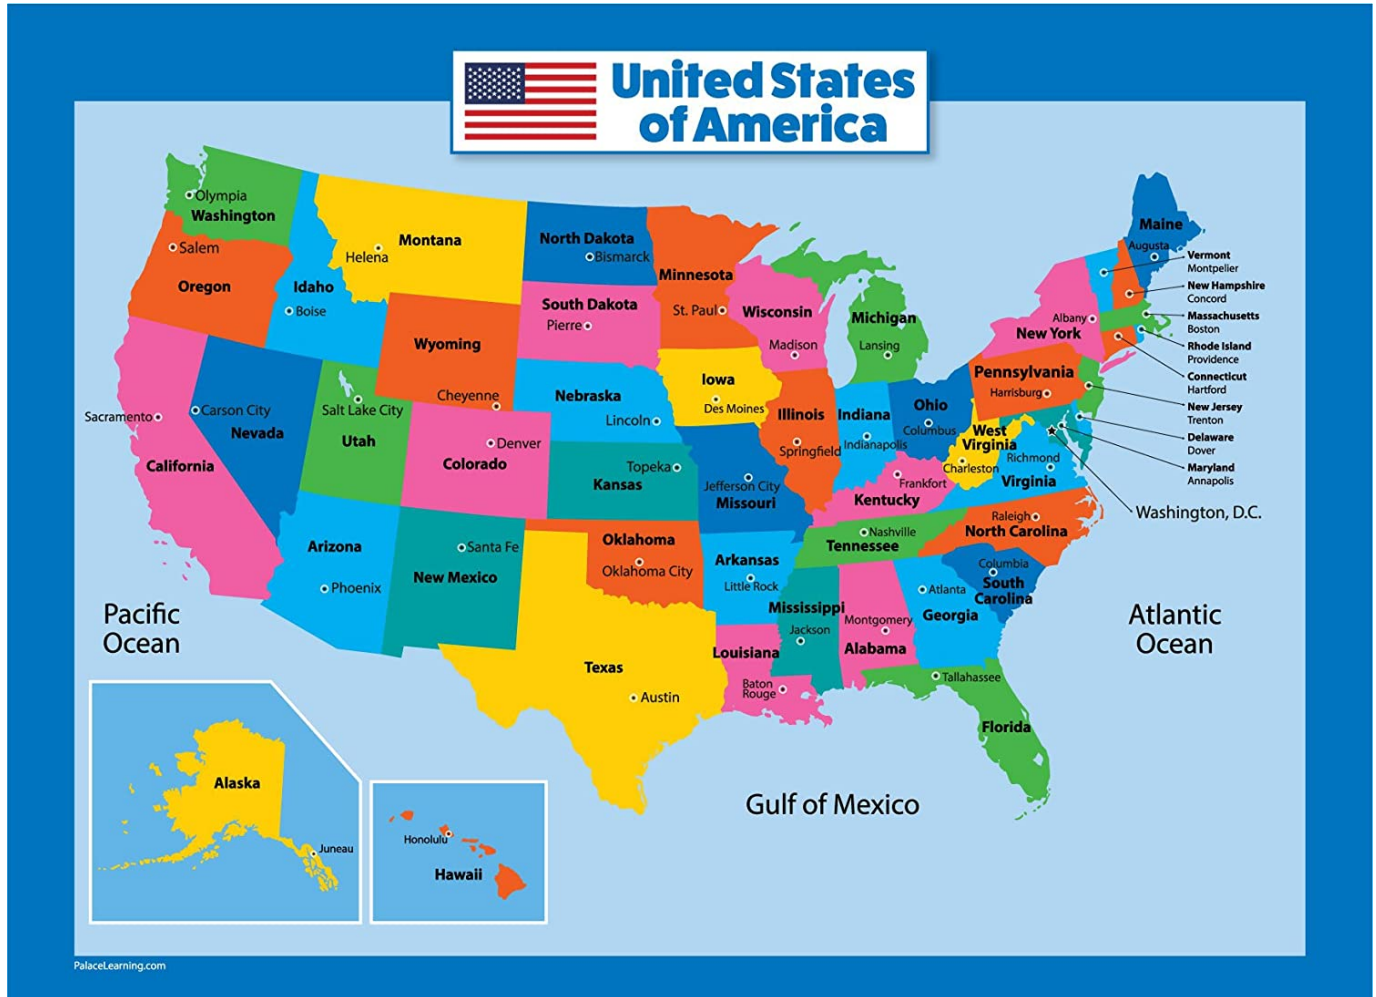 United States
of America
Olympia
Washington
Salem
Oregon
Idaho
Boise
Montana
Helena
North Dakota
Bismarck
South Dakota
Pierre
Minnesota
St. Paul
Wisconsin
Madison
Michigan
Lansing
Maine
Augusta
Vermont
Montpelier
New Hampshire
Concord
Massachusetts
Boston
Rhode Island
Providence
Connecticut
Hartford
New Jersey
Trenton
Delaware
Dover
Maryland
Annapolis
Washington, D.C.
Albany
New York
Pennsylvania
Harrisburg
Wyoming
Cheyenne
Nebraska
Lincoln
Iowa
Des Moines
Illinois
Springfield
Indiana
Indianapolis
Ohio
Columbus
West
Virginia
Charleston
Richmond
Virginia
Sacramento
California
Carson City
Nevada
Salt Lake City
Utah
Denver
Colorado
Topeka
Kansas
Jefferson City
Missouri
Frankfort
Kentucky
Raleigh
North Carolina
Nashville
Tennessee
Arizona
Phoenix
Santa Fe
New Mexico
Oklahoma
Oklahoma City
Arkansas
Little Rock
Mississippi
Jackson
Montgomery
Alabama
Atlanta
Georgia
Columbia
South
Carolina
Texas
Austin
Louisiana
Baton
Rouge
Tallahassee
Florida
Pacific
Ocean
Atlantic
Ocean
Gulf of Mexico
Alaska
Juneau
Honolulu
Hawaii
PalaceLearning.com